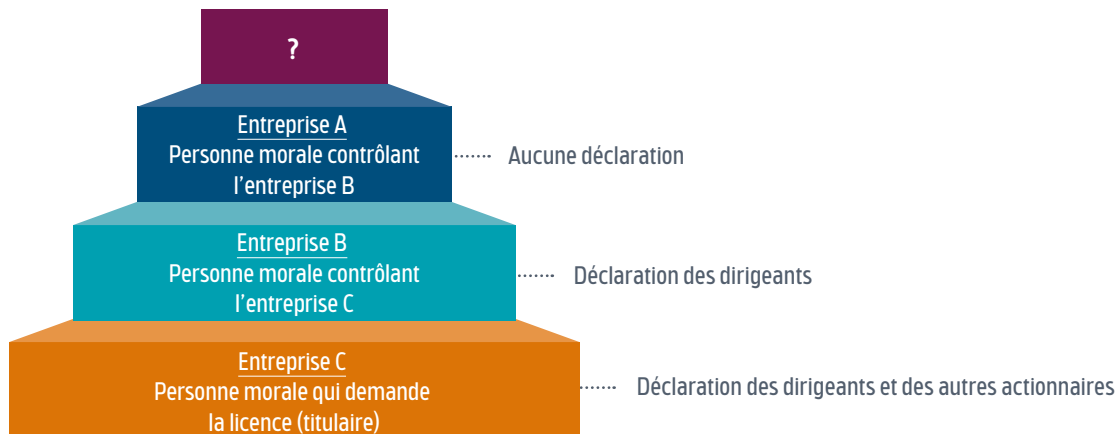 ?
Entreprise A
Personne morale contrôlant
l'entreprise B
Aucune déclaration
Entreprise B
Personne morale contrôlant
l'entreprise C
Déclaration des dirigeants
Entreprise C
Personne morale qui demande
la licence (titulaire)
Déclaration des dirigeants et des autres actionnaires